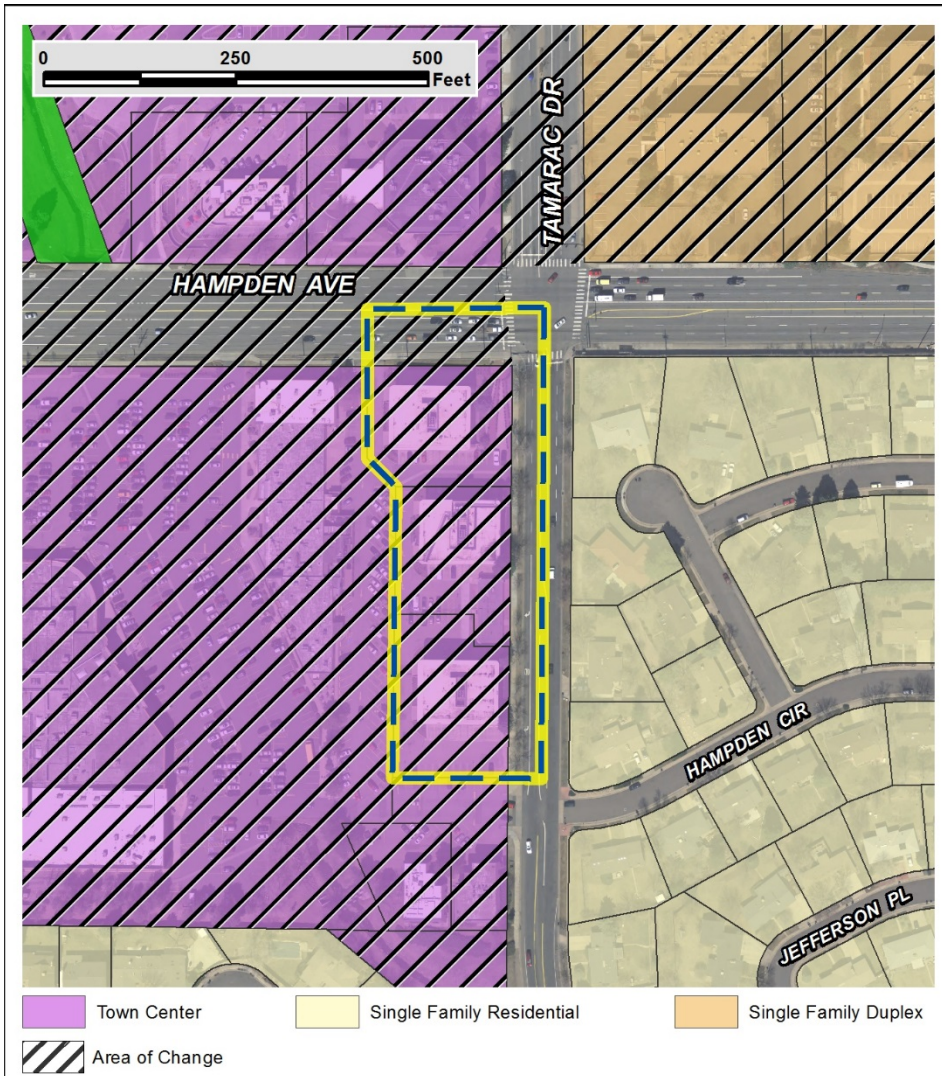 0 250 500
Feet
TAMARAC DR
HAMPDEN AVE
HAMPDEN CIR
JEFFERSON PL
Town Center
Single Family Residential
Single Family Duplex
Area of Change